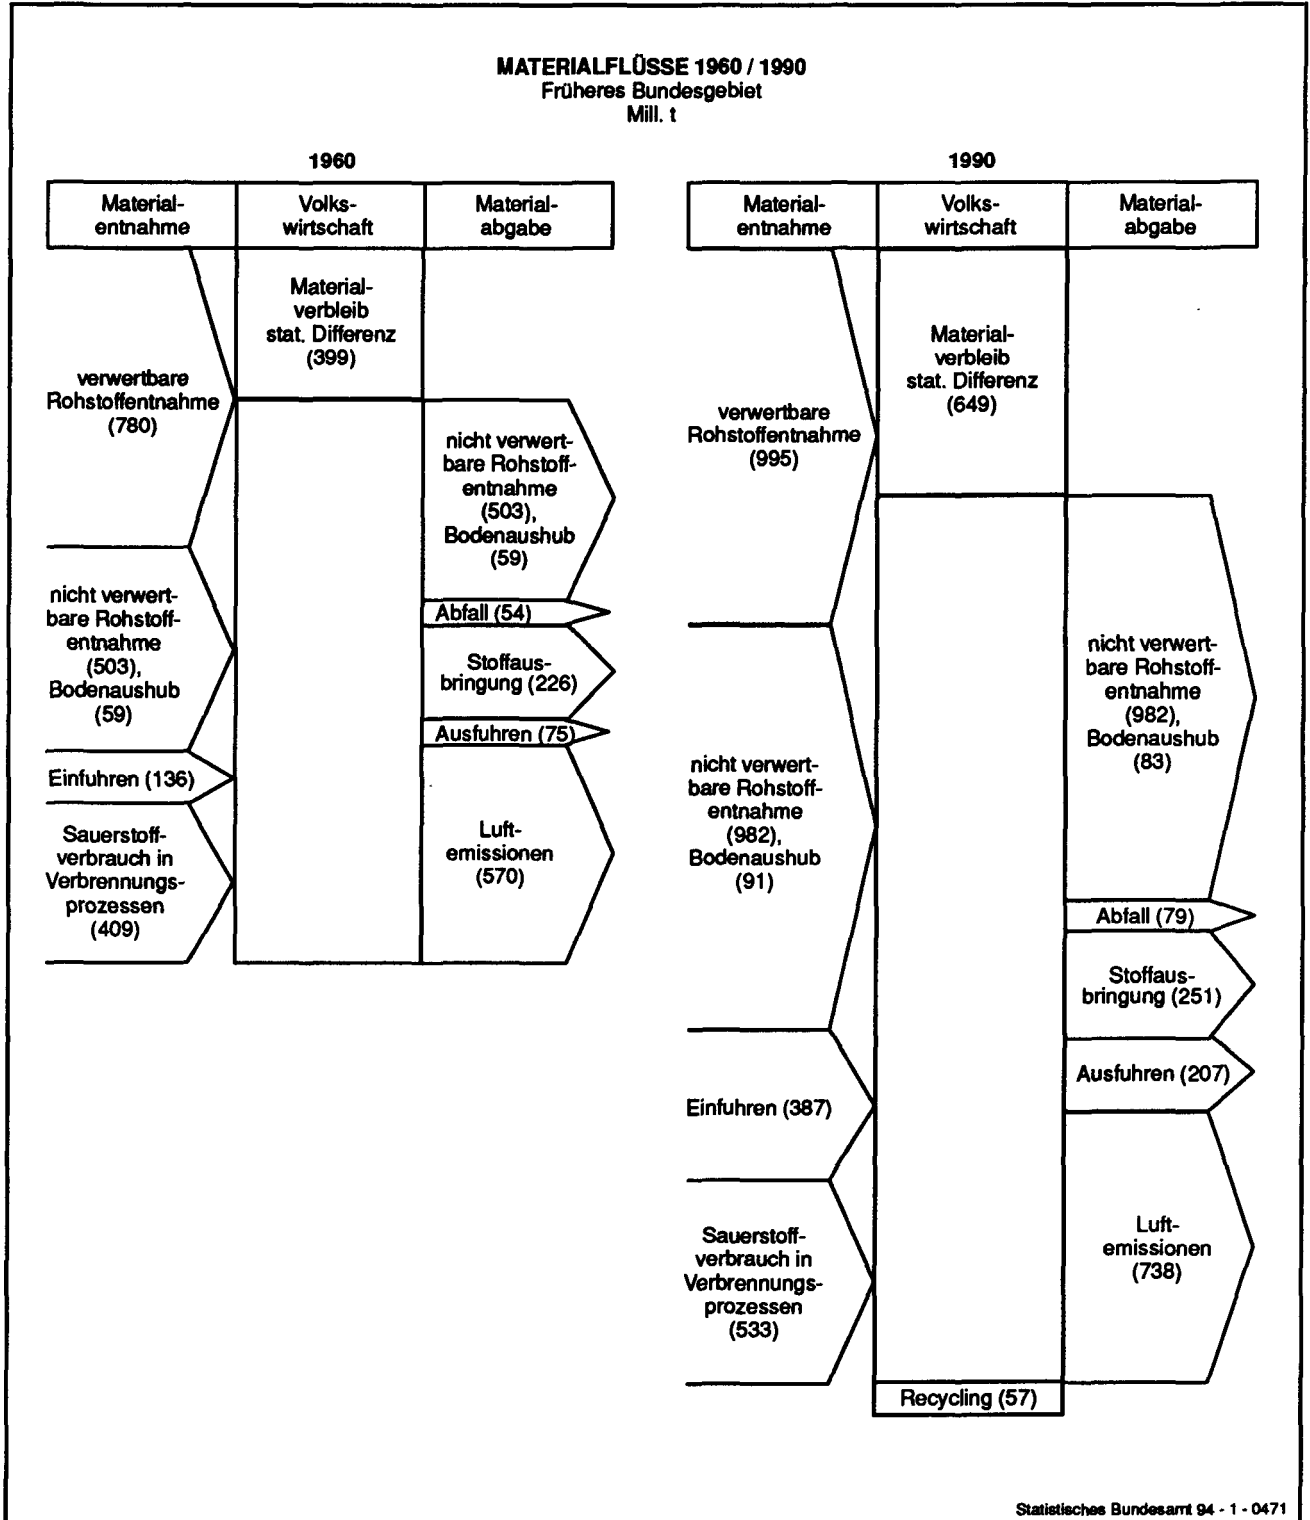 MATERIALFLÜSSE 1960 / 1990
Früheres Bundesgebiet
Mill. t
1960
Material-
entnahme
Volks-
wirtschaft
Material-
abgabe
verwertbare
Rohstoffentnahme
(780)
nicht verwert-
bare Rohstoff-
entnahme
(503),
Bodenaushub
(59)
Einfuhren (136)
Sauerstoff-
verbrauch in
Verbrennungs-
prozessen
(409)
Material-
verbleib
stat. Differenz
(399)
nicht verwert-
bare Rohstoff-
entnahme
(503),
Bodenaushub
(59)
Abfall (54)
Stoffaus-
bringung (226)
Ausfuhren (75)
Luft-
emissionen
(570)
1990
Material-
entnahme
Volks-
wirtschaft
Material-
abgabe
verwertbare
Rohstoffentnahme
(995)
nicht verwert-
bare Rohstoff-
entnahme
(982),
Bodenaushub
(91)
Einfuhren (387)
Sauerstoff-
verbrauch in
Verbrennungs-
prozessen
(533)
Material-
verbleib
stat. Differenz
(649)
Recycling (57)
nicht verwert-
bare Rohstoff-
entnahme
(982),
Bodenaushub
(83)
Abfall (79)
Stoffaus-
bringung (251)
Ausfuhren (207)
Luft-
emissionen
(738)
Statistisches Bundesamt 94 - 1 - 0471